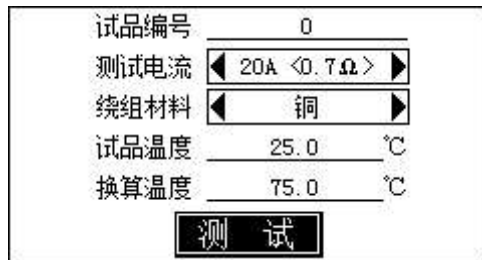 试品编号 0
测试电流 ◀ 20A <0.7Ω> ▶
绕组材料 ◀ 铜 ▶
试品温度 25.0 ℃
换算温度 75.0 ℃
测 试